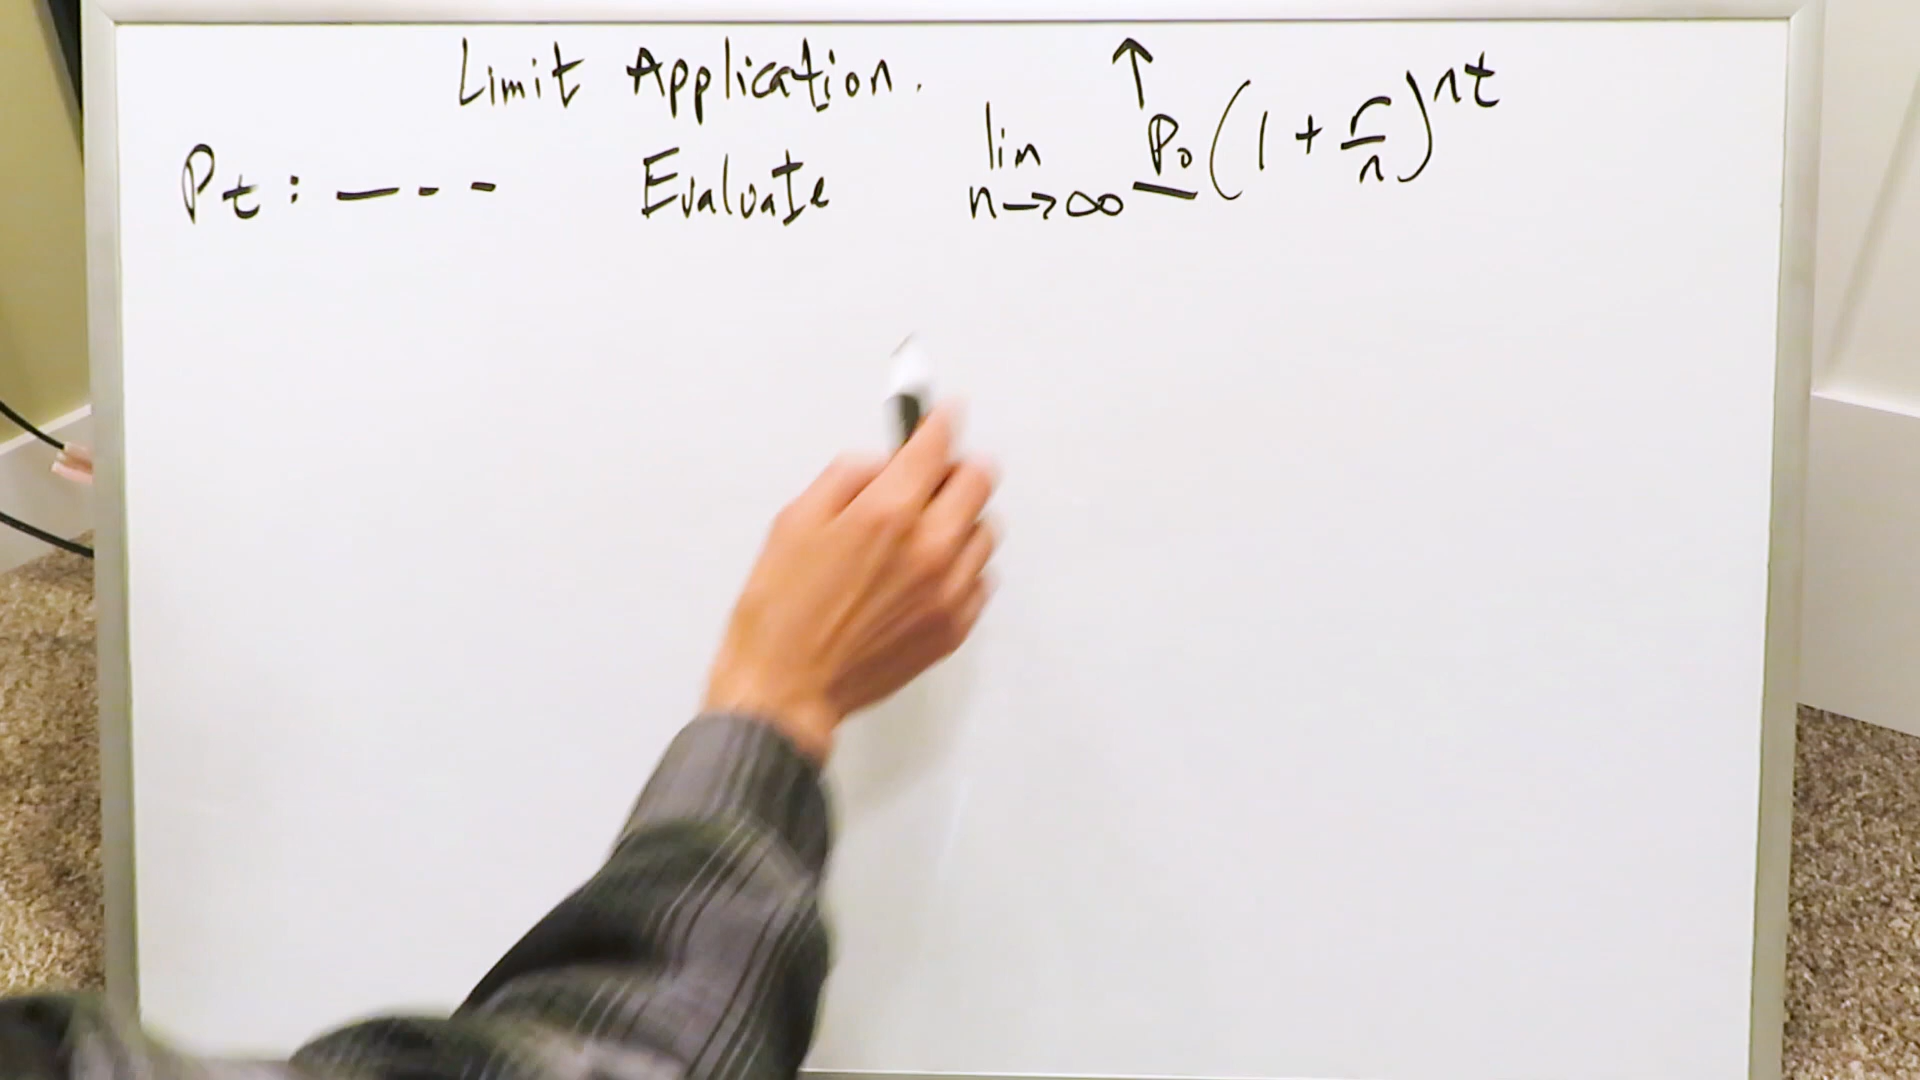 Limit Application.
Pt: — - - Evaluate lim n→∞ P₀(1 + r/n)^nt